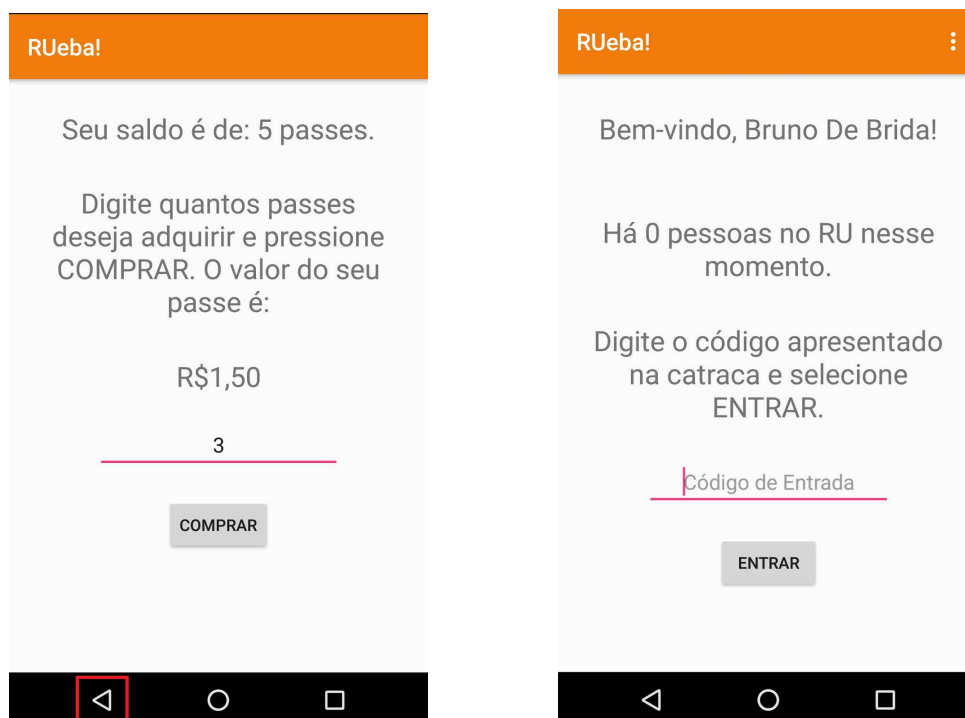 RUeba!
Seu saldo é de: 5 passes.
Digite quantos passes
deseja adquirir e pressione
COMPRAR. O valor do seu
passe é:
R$1,50
3
COMPRAR
RUeba!
Bem-vindo, Bruno De Brida!
Há 0 pessoas no RU nesse
momento.
Digite o código apresentado
na catraca e selecione
ENTRAR.
Código de Entrada
ENTRAR